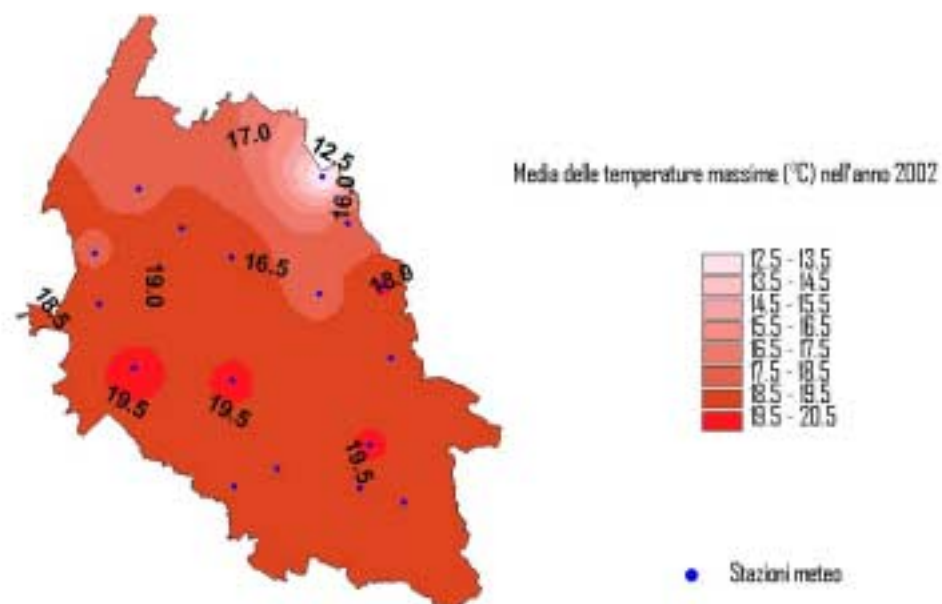 17.0
12.5
16.0
Media delle temperature massime (°C) nell'anno 2002
16.5
18.0
19.0
18.5
12.5 - 13.5
13.5 - 14.5
14.5 - 15.5
15.5 - 16.5
16.5 - 17.5
17.5 - 18.5
18.5 - 19.5
19.5 - 20.5
19.5
19.5
19.5
Stazioni meteo